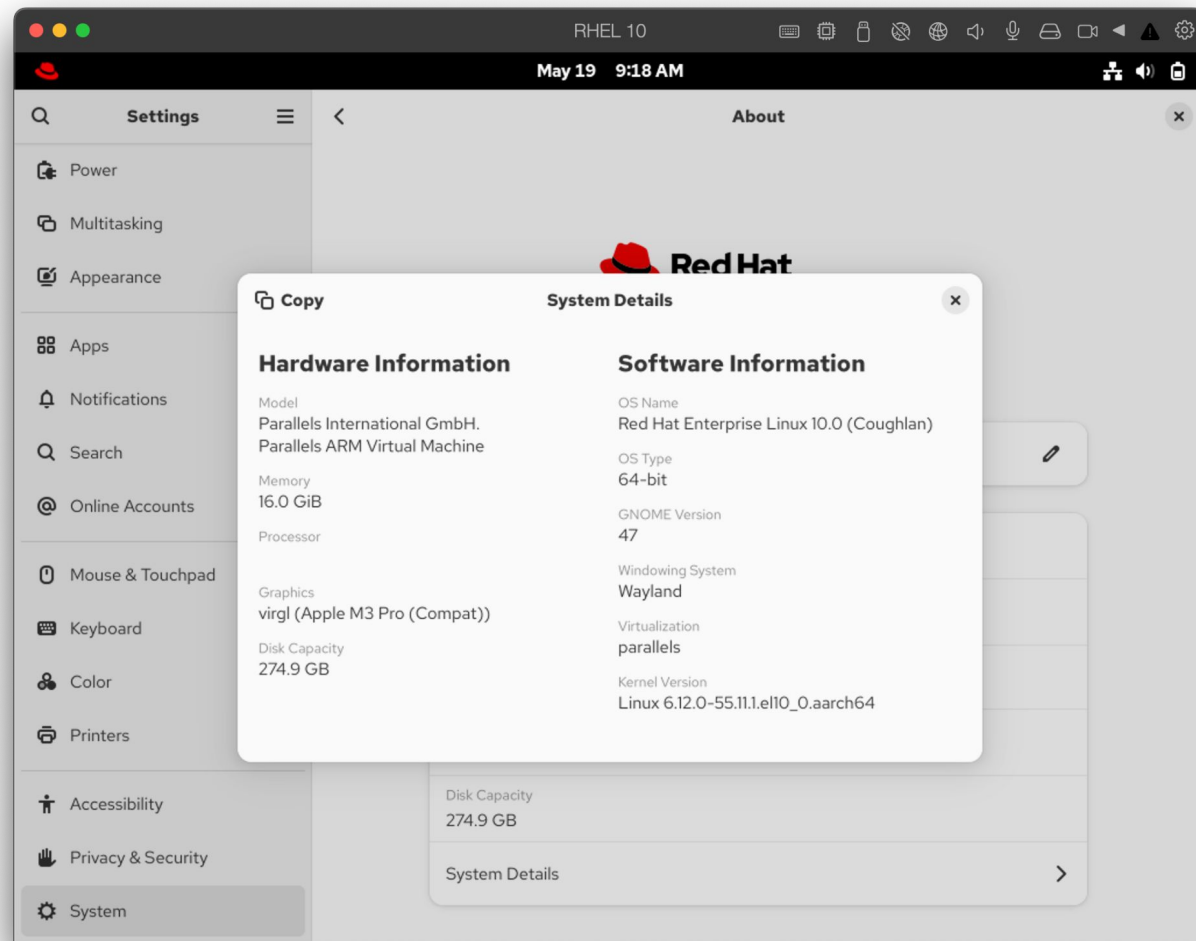 RHEL 10
May 19 9:18 AM
Settings
About
Power
Multitasking
Appearance
Apps
Notifications
Search
Online Accounts
Mouse & Touchpad
Keyboard
Color
Printers
Accessibility
Privacy & Security
System
Red Hat
Copy
System Details
Hardware Information
Model
Parallels International GmbH.
Parallels ARM Virtual Machine
Memory
16.0 GiB
Processor
Graphics
virgl (Apple M3 Pro (Compat))
Disk Capacity
274.9 GB
Software Information
OS Name
Red Hat Enterprise Linux 10.0 (Coughlan)
OS Type
64-bit
GNOME Version
47
Windowing System
Wayland
Virtualization
parallels
Kernel Version
Linux 6.12.0-55.11.1.el10_0.aarch64
Disk Capacity
274.9 GB
System Details